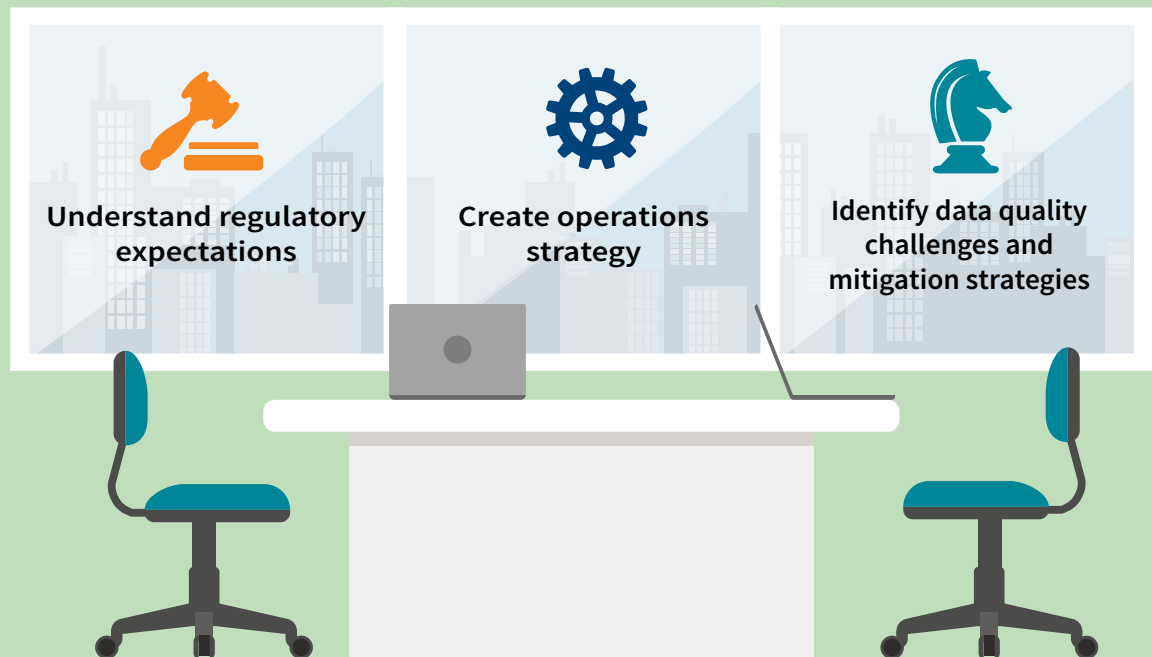 Understand regulatory
expectations
Create operations
strategy
Identify data quality
challenges and
mitigation strategies